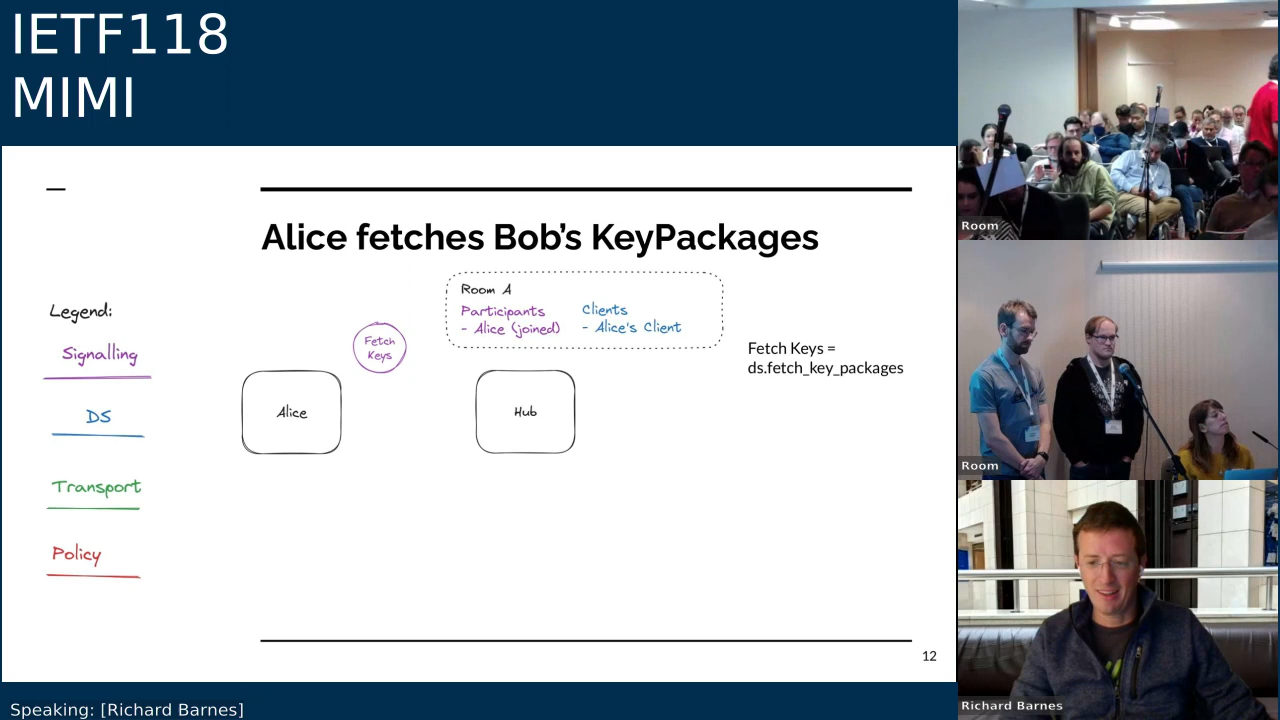 IETF118
MIMI
Alice fetches Bob's KeyPackages
Legend:
Signalling
DS
Transport
Policy
Room A
Participants
- Alice (joined)
Clients
- Alice's Client
Fetch
Keys
Alice
Hub
Fetch Keys =
ds.fetch_key_packages
12
Speaking: [Richard Barnes]
Room
Room
Richard Barnes